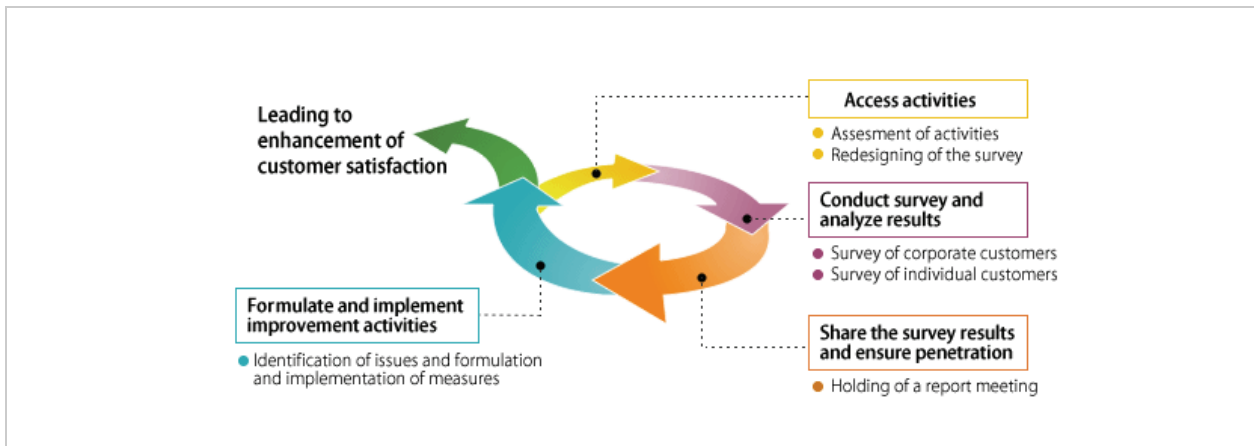 Leading to
enhancement of
customer satisfaction
Access activities
Assesment of activities
Redesigning of the survey
Conduct survey and
analyze results
Survey of corporate customers
Survey of individual customers
Share the survey results
and ensure penetration
Holding of a report meeting
Formulate and implement
improvement activities
Identification of issues and formulation
and implementation of measures